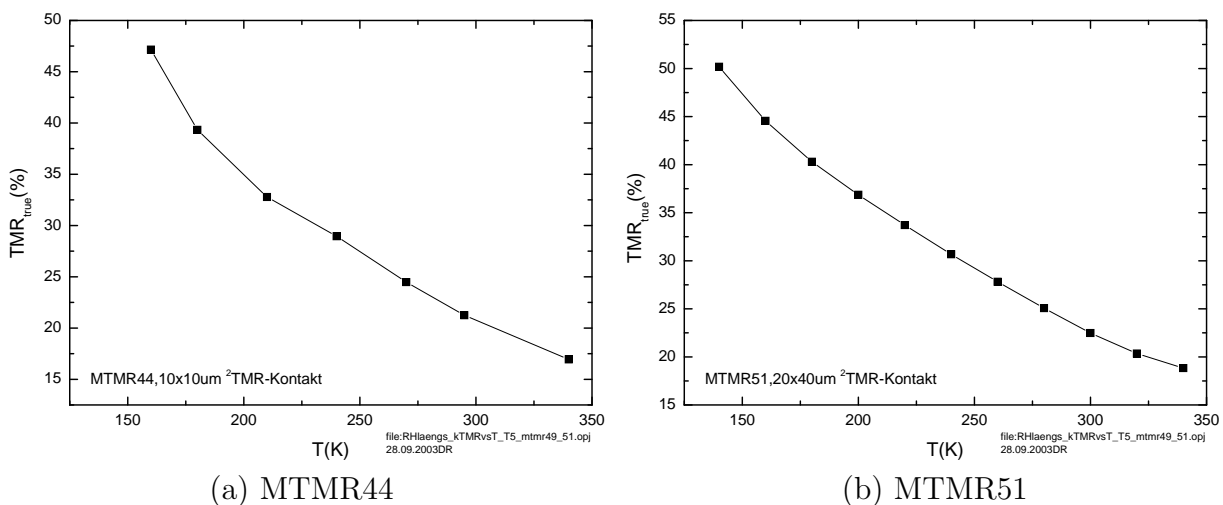 50
45
40
35
30
25
20
15
TMR_true(%)
MTMR44,10x10um ²TMR-Kontakt
150 200 250 300 350
T(K)
file:RHlaengs_kTMRvsT_T5_mtmr49_51.opj
28.09.2003DR
(a) MTMR44
55
50
45
40
35
30
25
20
15
TMR_true(%)
MTMR51,20x40um ²TMR-Kontakt
150 200 250 300 350
T(K)
file:RHlaengs_kTMRvsT_T5_mtmr49_51.opj
28.09.2003DR
(b) MTMR51